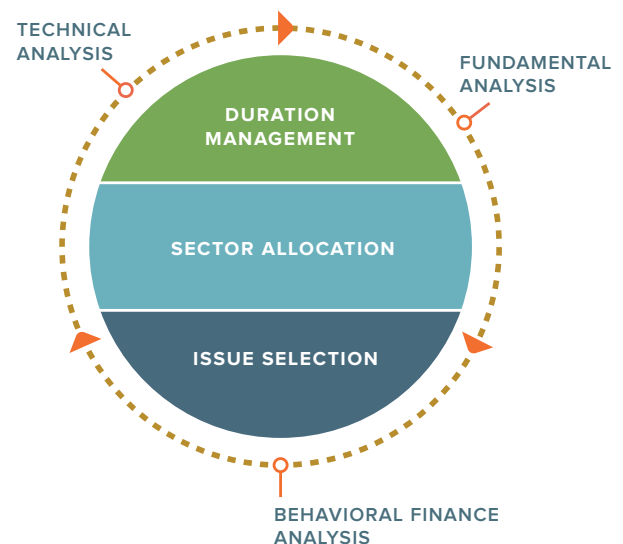 TECHNICAL
ANALYSIS
FUNDAMENTAL
ANALYSIS
DURATION
MANAGEMENT
SECTOR ALLOCATION
ISSUE SELECTION
BEHAVIORAL FINANCE
ANALYSIS